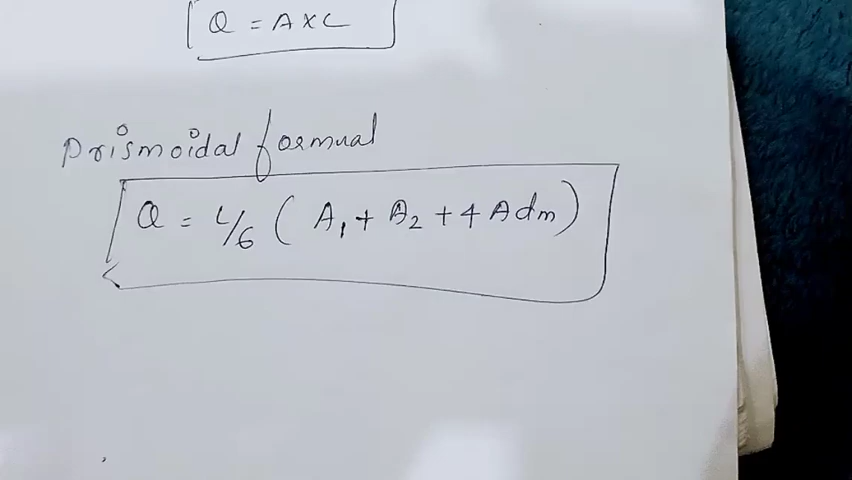 Q = A × L
Prismoidal formual
Q = L/6 ( A₁ + A₂ + 4 Adm )